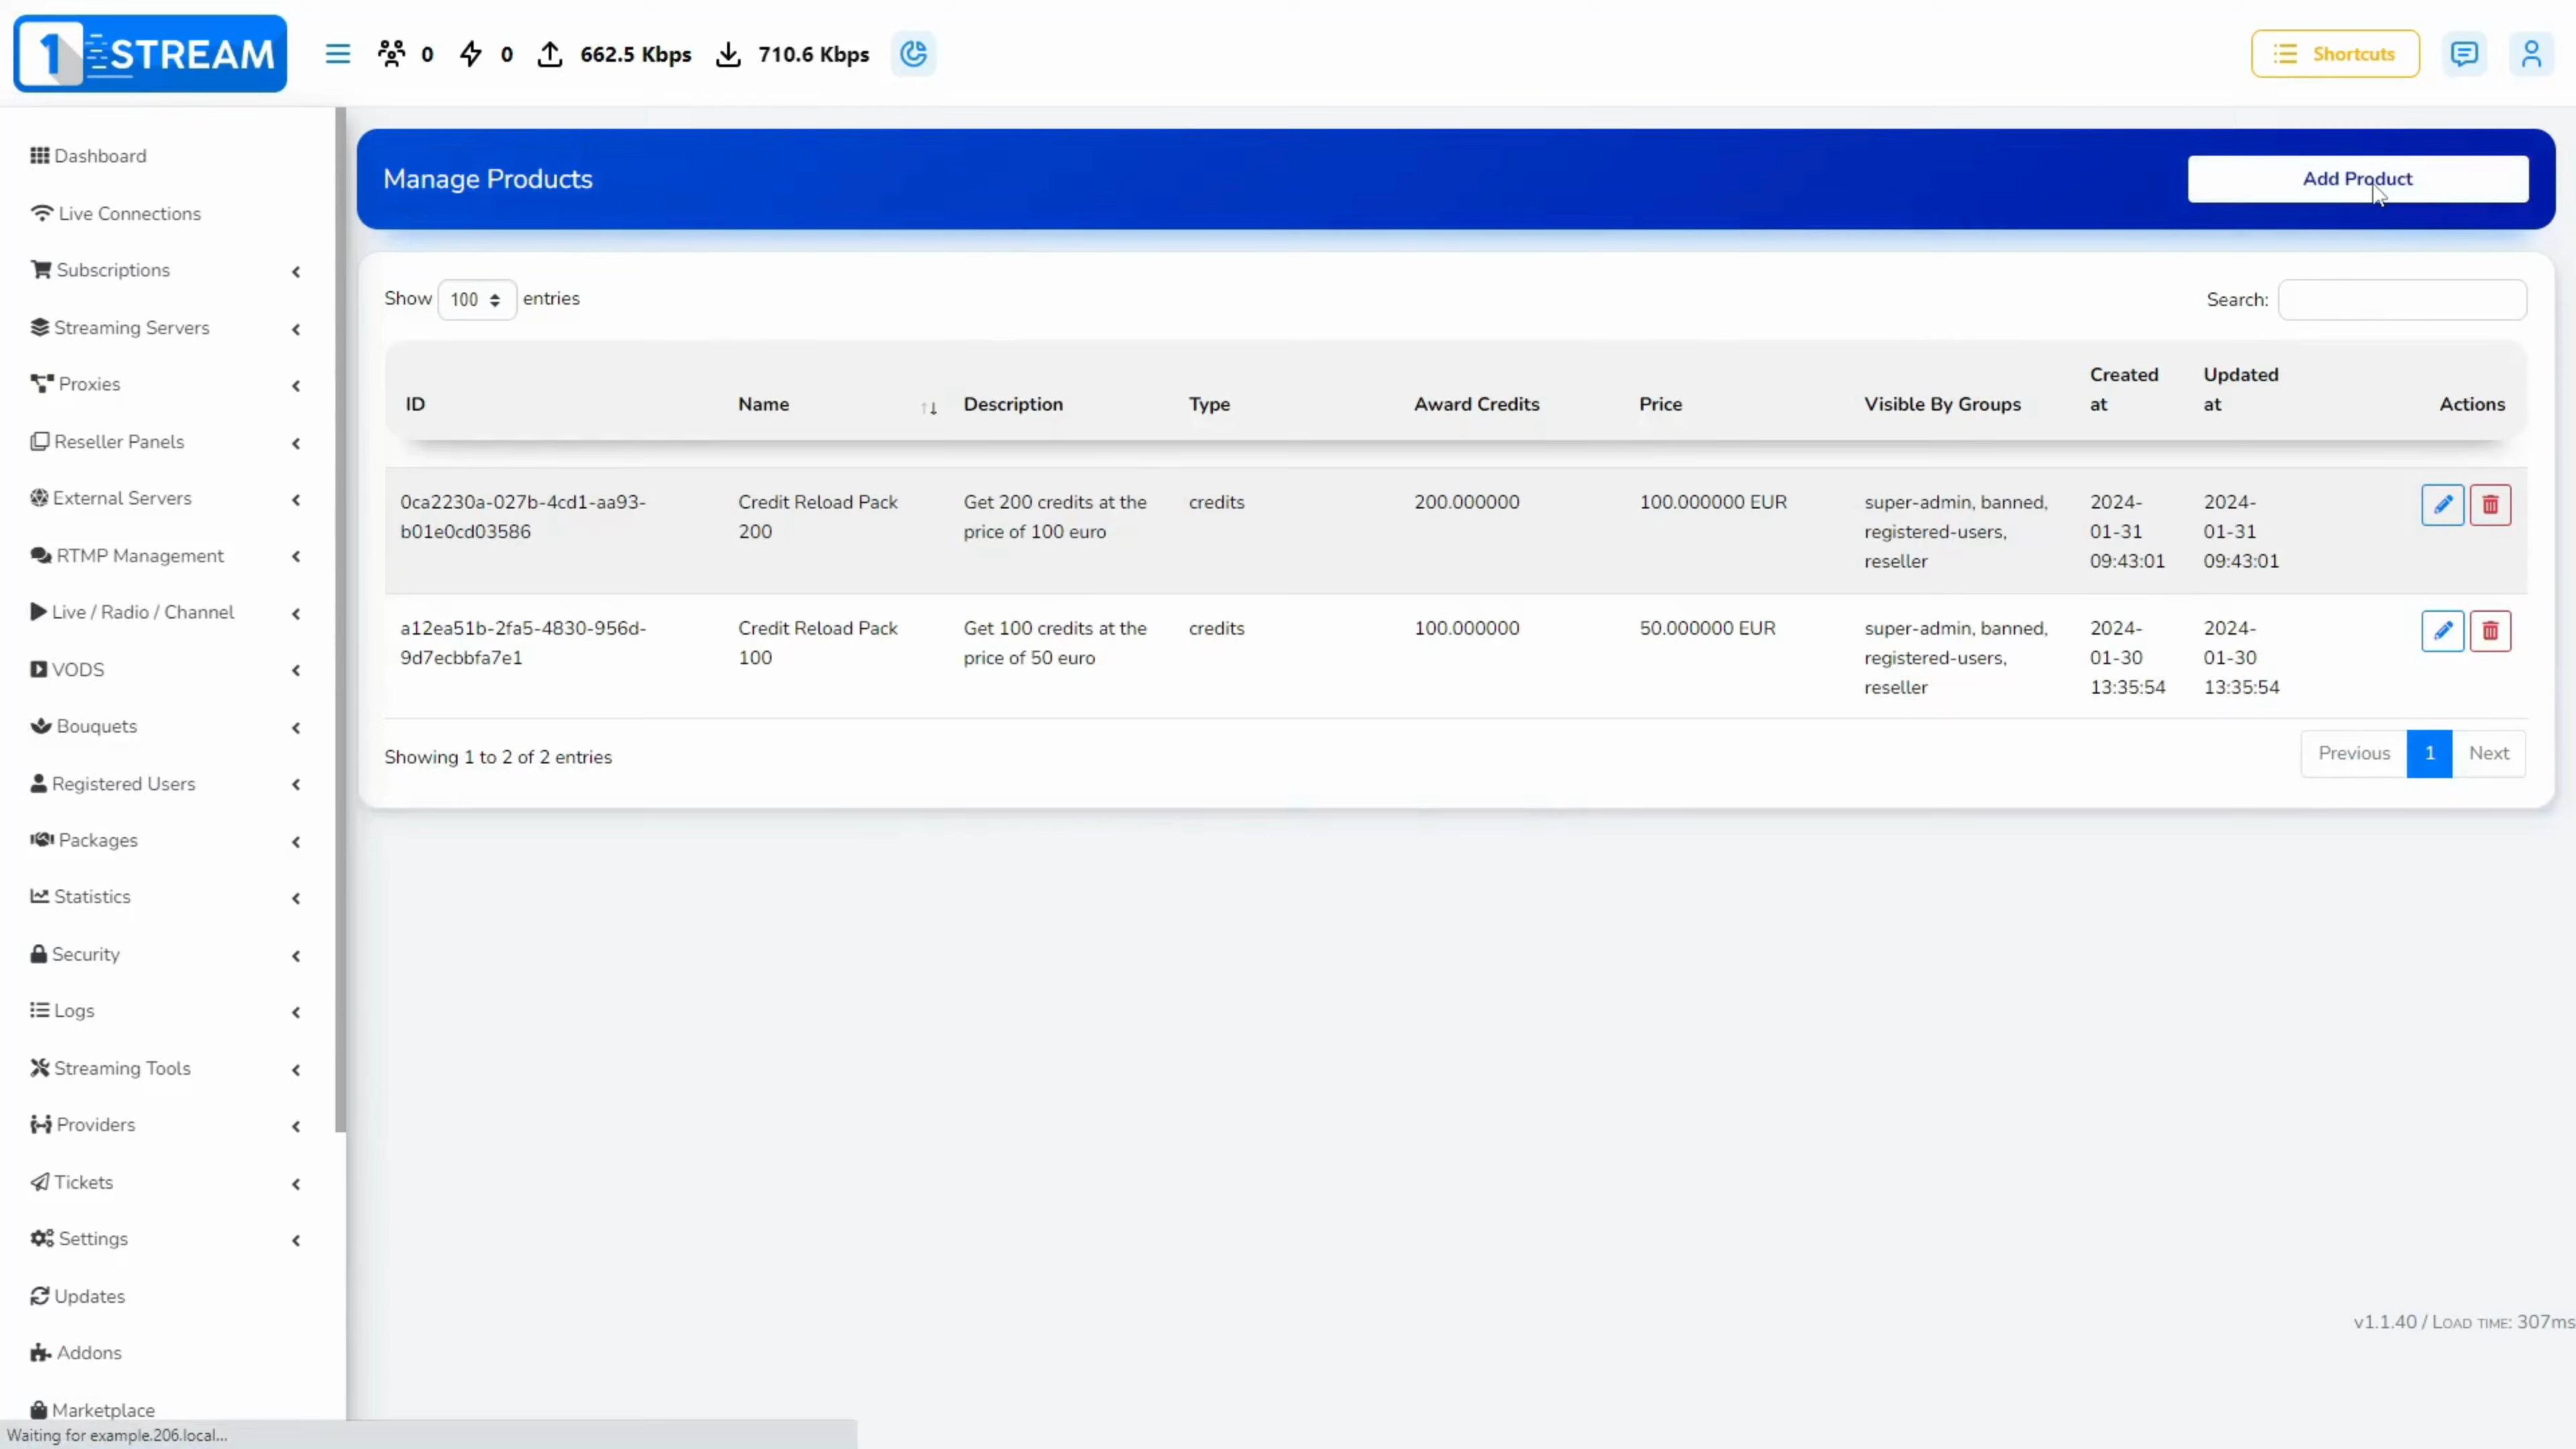 1 STREAM
0 0 662.5 Kbps 710.6 Kbps
Shortcuts
Dashboard
Live Connections
Subscriptions
Streaming Servers
Proxies
Reseller Panels
External Servers
RTMP Management
Live / Radio / Channel
VODS
Bouquets
Registered Users
Packages
Statistics
Security
Logs
Streaming Tools
Providers
Tickets
Settings
Updates
Addons
Marketplace
Manage Products
Add Product
Show 100 entries
Search:
ID Name Description Type Award Credits Price Visible By Groups Created at Updated at Actions
0ca2230a-027b-4cd1-aa93-
b01e0cd03586
Credit Reload Pack
200
Get 200 credits at the
price of 100 euro
credits
200.000000
100.000000 EUR
super-admin, banned,
registered-users,
reseller
2024-
01-31
09:43:01
2024-
01-31
09:43:01
a12ea51b-2fa5-4830-956d-
9d7ecbbfa7e1
Credit Reload Pack
100
Get 100 credits at the
price of 50 euro
credits
100.000000
50.000000 EUR
super-admin, banned,
registered-users,
reseller
2024-
01-30
13:35:54
2024-
01-30
13:35:54
Showing 1 to 2 of 2 entries
Previous 1 Next
v1.1.40 / LOAD TIME: 307ms
Waiting for example.206.local...